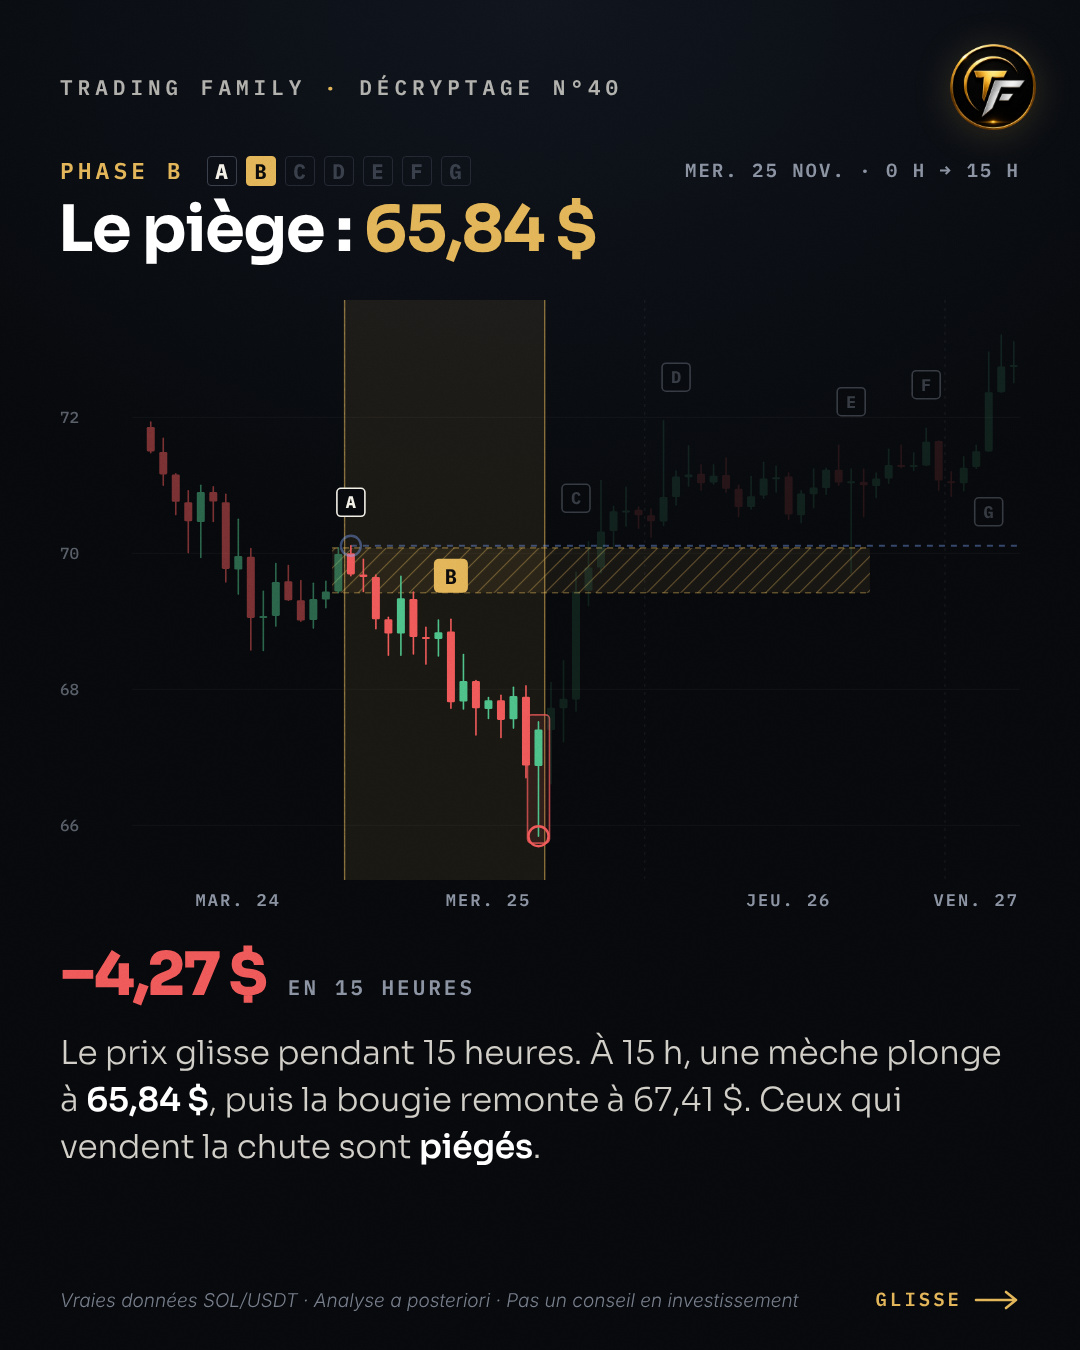 TRADING FAMILY · DÉCRYPTAGE N°40
TF
PHASE B A B C D E F G
MER. 25 NOV. · 0 H → 15 H
Le piège : 65,84 $
72
70
68
66
A
B
C
D
E
F
G
MAR. 24
MER. 25
JEU. 26
VEN. 27
−4,27 $ EN 15 HEURES
Le prix glisse pendant 15 heures. À 15 h, une mèche plonge
à 65,84 $, puis la bougie remonte à 67,41 $. Ceux qui
vendent la chute sont piégés.
Vraies données SOL/USDT · Analyse a posteriori · Pas un conseil en investissement
GLISSE →